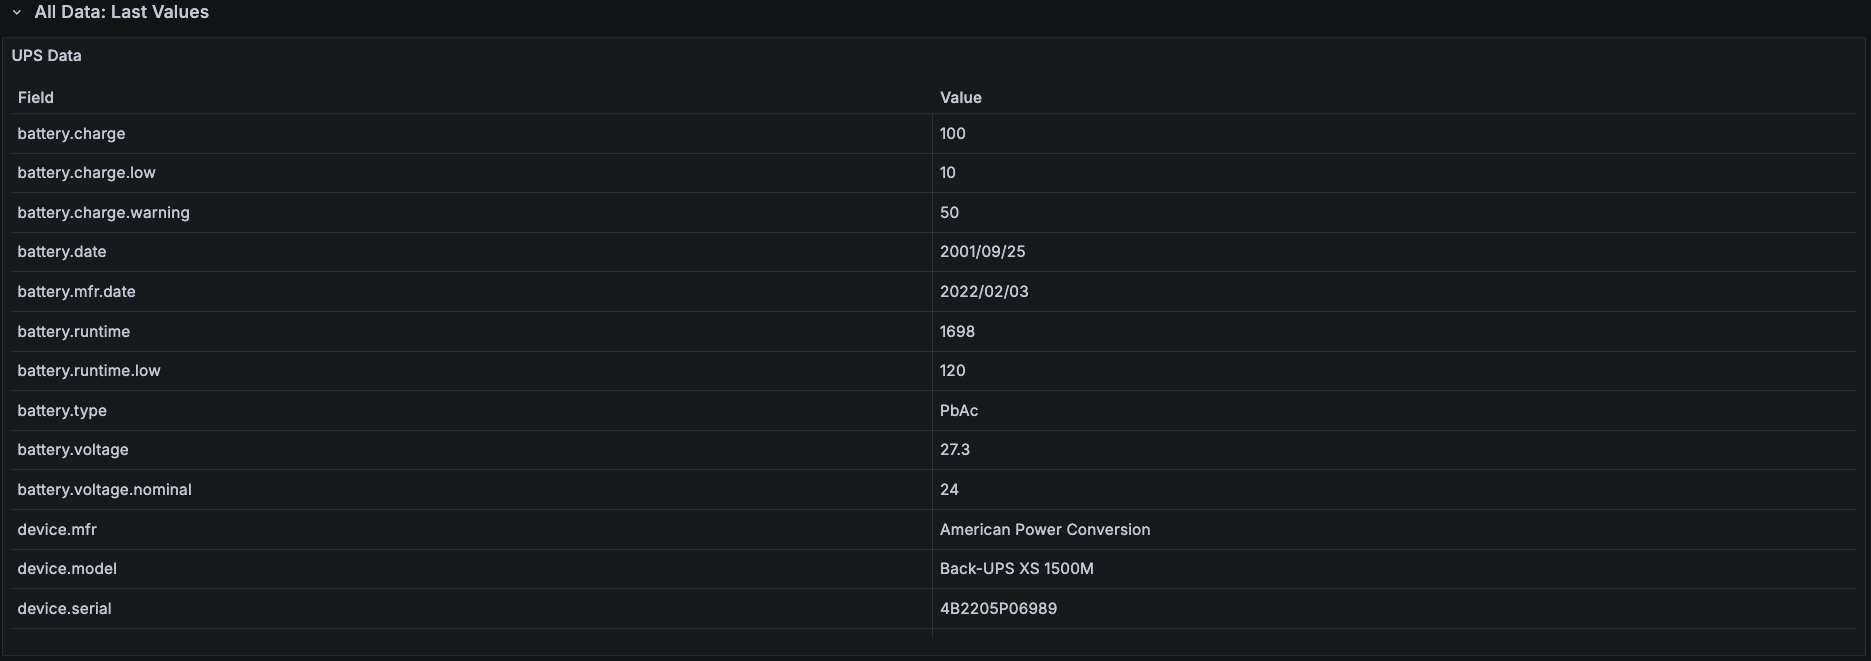 All Data: Last Values
UPS Data
Field Value
battery.charge 100
battery.charge.low 10
battery.charge.warning 50
battery.date 2001/09/25
battery.mfr.date 2022/02/03
battery.runtime 1698
battery.runtime.low 120
battery.type PbAc
battery.voltage 27.3
battery.voltage.nominal 24
device.mfr American Power Conversion
device.model Back-UPS XS 1500M
device.serial 4B2205P06989